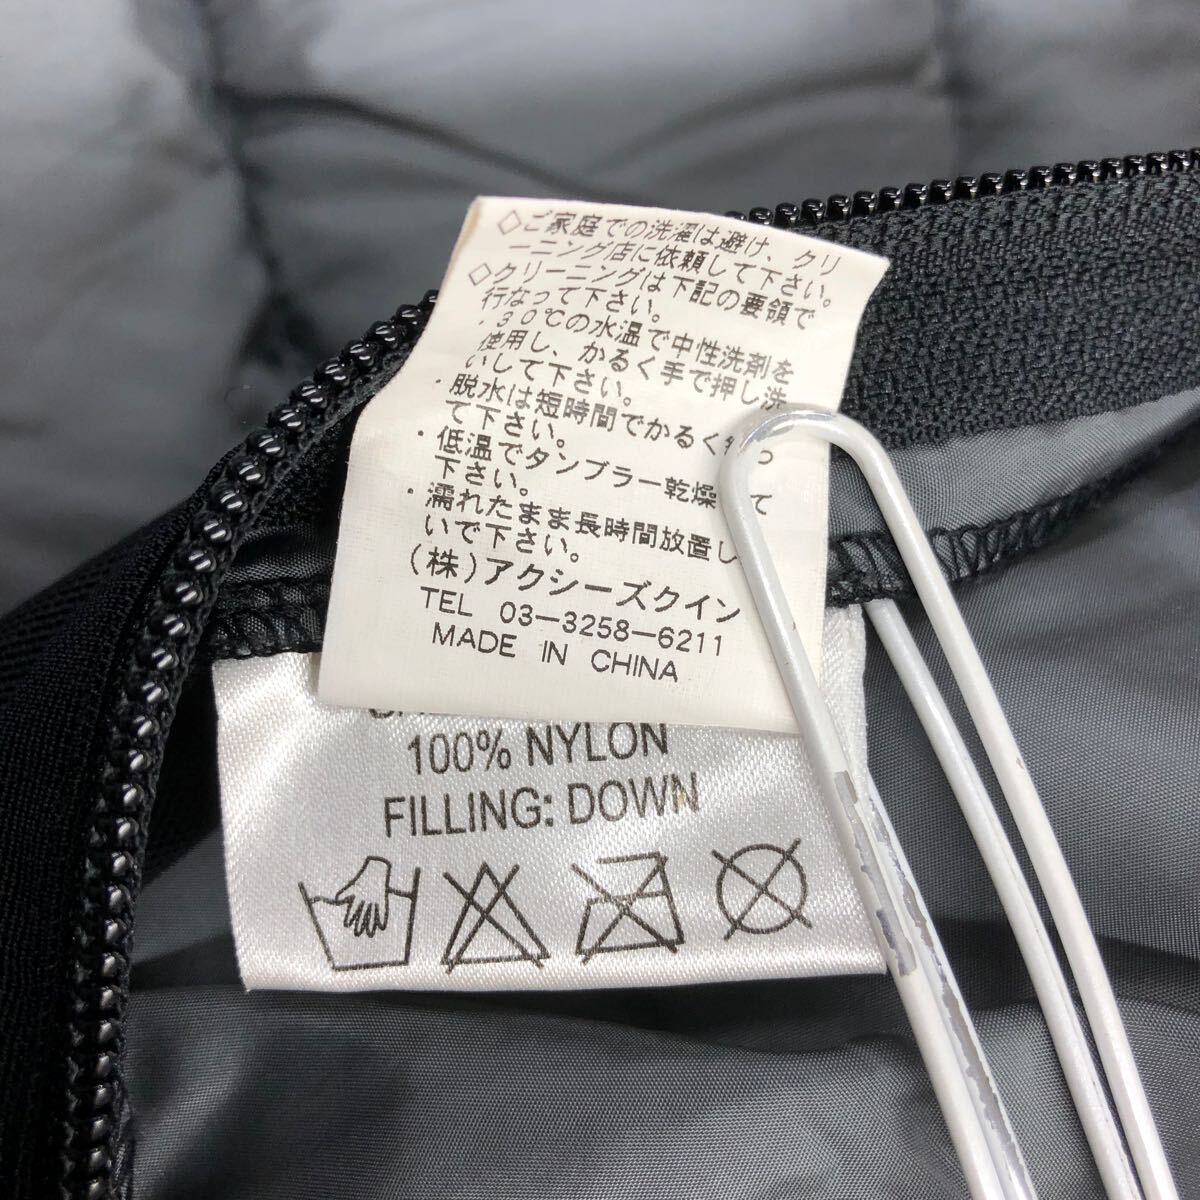 ◇ご家庭での洗濯は避け、クリ
ーニング店に依頼して下さい。
◇クリーニングは下記の要領で
行なって下さい。
・30℃の水温で中性洗剤を
使用し、かるく手で押し洗
いして下さい。
・脱水は短時間でかるく行っ
て下さい。
・低温でタンブラー乾燥して
下さい。
・濡れたまま長時間放置しな
いで下さい。
(株)アクシーズクイン
TEL 03-3258-6211
MADE IN CHINA
100% NYLON
FILLING: DOWN